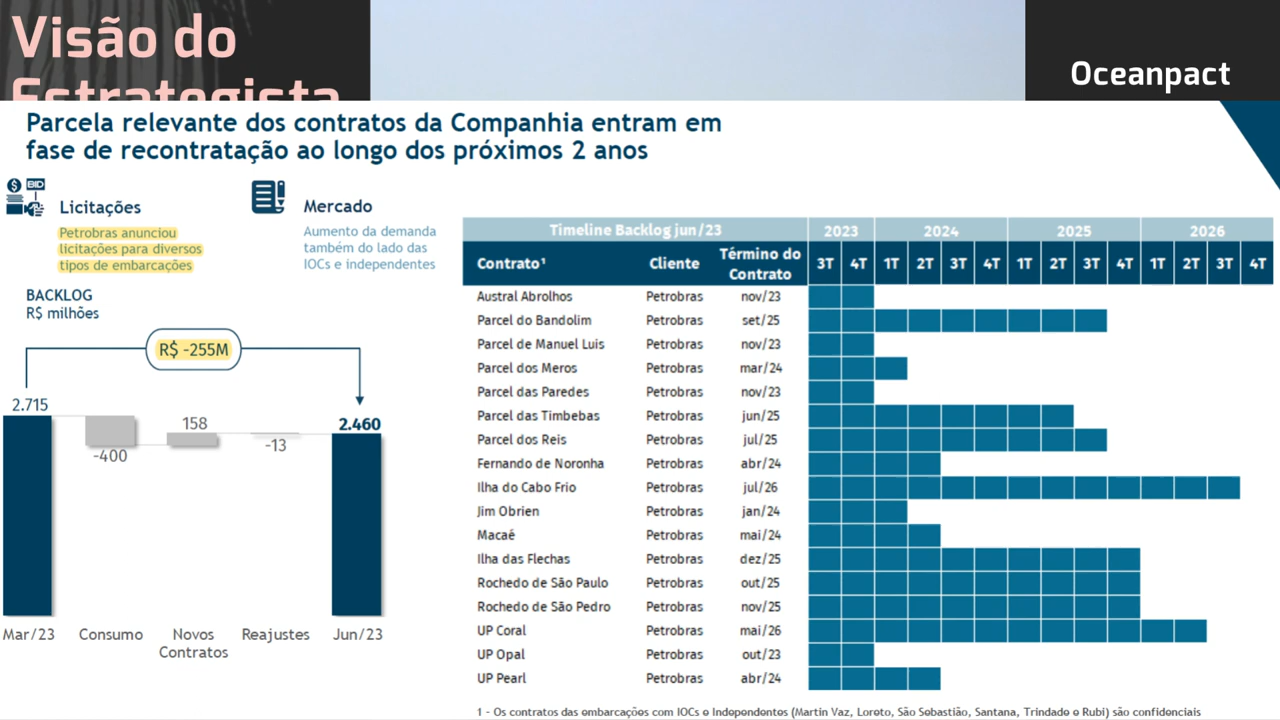 Visão do
Estrategista
Oceanpact
Parcela relevante dos contratos da Companhia entram em
fase de recontratação ao longo dos próximos 2 anos
BID
Licitações
Petrobras anunciou
licitações para diversos
tipos de embarcações
Mercado
Aumento da demanda
também do lado das
IOCs e independentes
BACKLOG
R$ milhões
R$ -255M
2.715
-400
158
-13
2.460
Mar/23
Consumo
Novos
Contratos
Reajustes
Jun/23
Timeline Backlog jun/23 2023 2024 2025 2026
Contrato¹ Cliente Término do
Contrato 3T 4T 1T 2T 3T 4T 1T 2T 3T 4T 1T 2T 3T 4T
Austral Abrolhos Petrobras nov/23
Parcel do Bandolim Petrobras set/25
Parcel de Manuel Luis Petrobras nov/23
Parcel dos Meros Petrobras mar/24
Parcel das Paredes Petrobras nov/23
Parcel das Timbebas Petrobras jun/25
Parcel dos Reis Petrobras jul/25
Fernando de Noronha Petrobras abr/24
Ilha do Cabo Frio Petrobras jul/26
Jim Obrien Petrobras jan/24
Macaé Petrobras mai/24
Ilha das Flechas Petrobras dez/25
Rochedo de São Paulo Petrobras out/25
Rochedo de São Pedro Petrobras nov/25
UP Coral Petrobras mai/26
UP Opal Petrobras out/23
UP Pearl Petrobras abr/24
1 - Os contratos das embarcações com IOCs e Independentes (Martin Vaz, Loreto, São Sebastião, Santana, Trindade e Rubi) são confidenciais